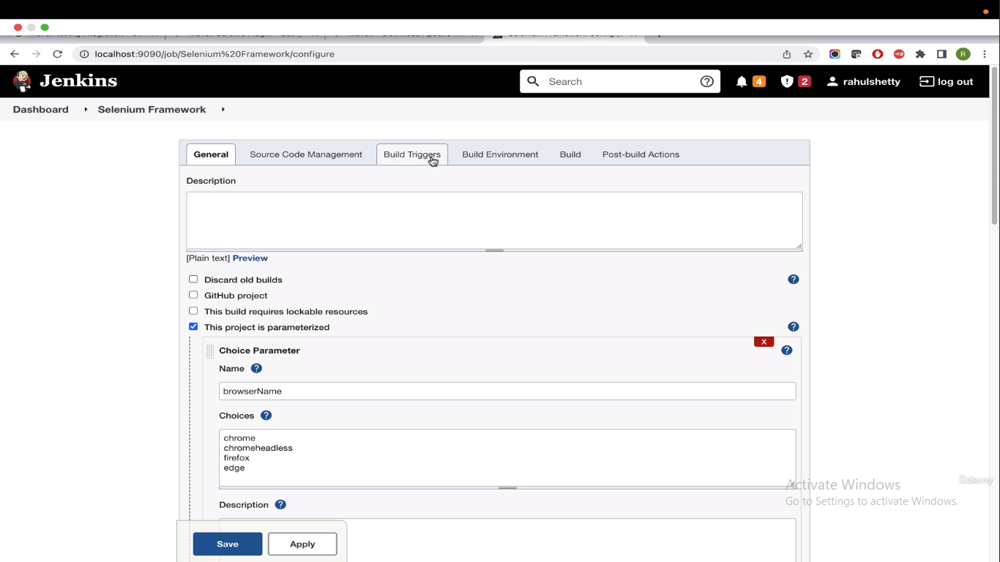 localhost:9090/job/Selenium%20Framework/configure
R
Jenkins
Search
4
2
rahulshetty
log out
Dashboard
Selenium Framework
General
Source Code Management
Build Triggers
Build Environment
Build
Post-build Actions
Description
[Plain text] Preview
Discard old builds
GitHub project
This build requires lockable resources
This project is parameterized
X
Choice Parameter
Name
browserName
Choices
chrome
chromeheadless
firefox
edge
Activate Windows
Go to Settings to activate Windows.
ûdemy
Description
Save
Apply